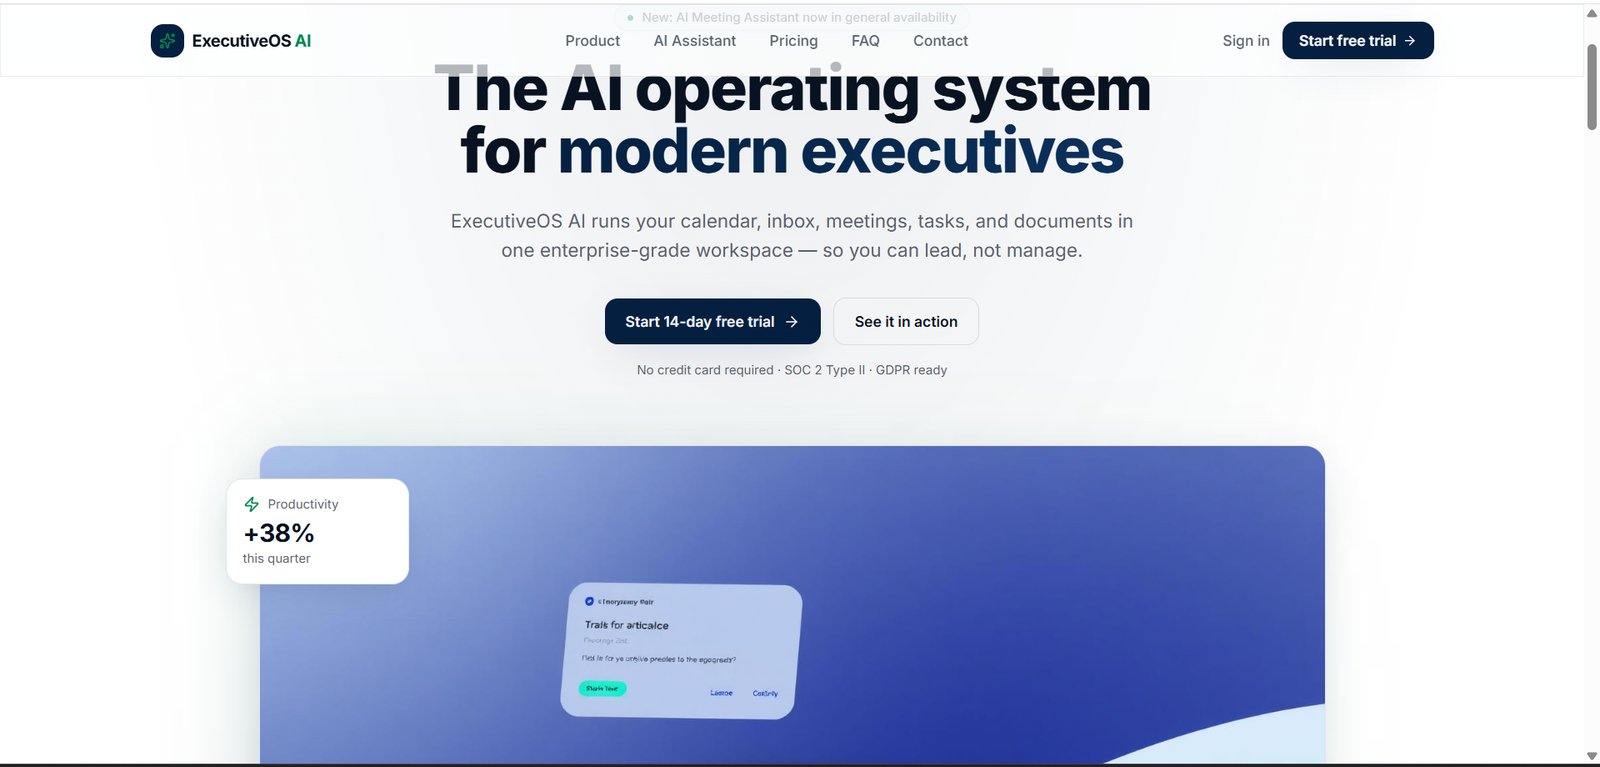 New: AI Meeting Assistant now in general availability
ExecutiveOS AI
Product
AI Assistant
Pricing
FAQ
Contact
Sign in
Start free trial →
The AI operating system
for modern executives
ExecutiveOS AI runs your calendar, inbox, meetings, tasks, and documents in
one enterprise-grade workspace — so you can lead, not manage.
Start 14-day free trial →
See it in action
No credit card required · SOC 2 Type II · GDPR ready
Productivity
+38%
this quarter
Tralts for articalce